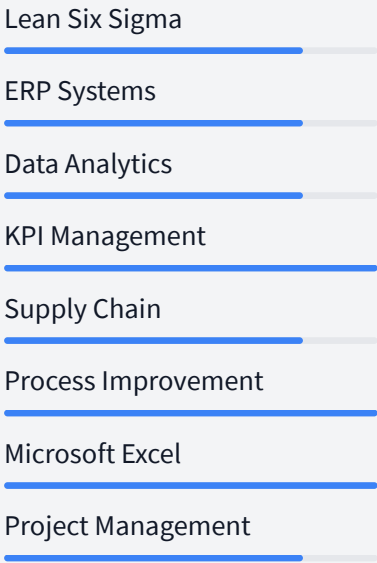 Lean Six Sigma
ERP Systems
Data Analytics
KPI Management
Supply Chain
Process Improvement
Microsoft Excel
Project Management